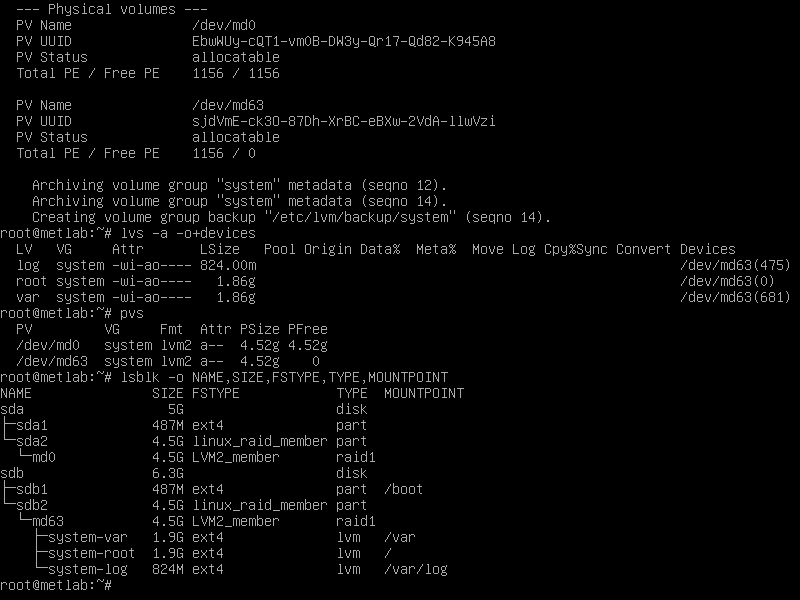 --- Physical volumes ---
PV Name               /dev/md0
PV UUID               EbwWUy-cQT1-vmOB-DW3y-Qr17-Qd82-K945A8
PV Status             allocatable
Total PE / Free PE    1156 / 1156
PV Name               /dev/md63
PV UUID               sjdVmE-ck3O-87Dh-XrBC-eBXw-2VdA-llwVzi
PV Status             allocatable
Total PE / Free PE    1156 / 0
Archiving volume group "system" metadata (seqno 12).
Archiving volume group "system" metadata (seqno 14).
Creating volume group backup "/etc/lvm/backup/system" (seqno 14).
root@metlab:~# lvs -a -o+devices
LV   VG     Attr       LSize   Pool Origin Data%  Meta%  Move Log Cpy%Sync Convert Devices
log  system -wi-ao---- 824.00m                                                     /dev/md63(475)
root system -wi-ao----   1.86g                                                     /dev/md63(0)
var  system -wi-ao----   1.86g                                                     /dev/md63(681)
root@metlab:~# pvs
PV         VG     Fmt  Attr PSize PFree
/dev/md0   system lvm2 a--  4.52g 4.52g
/dev/md63  system lvm2 a--  4.52g    0
root@metlab:~# lsblk -o NAME,SIZE,FSTYPE,TYPE,MOUNTPOINT
NAME               SIZE FSTYPE            TYPE  MOUNTPOINT
sda                  5G                   disk
├─sda1             487M ext4              part
└─sda2             4.5G linux_raid_member part
  └─md0            4.5G LVM2_member       raid1
sdb                6.3G                   disk
├─sdb1             487M ext4              part  /boot
└─sdb2             4.5G linux_raid_member part
  └─md63           4.5G LVM2_member       raid1
    ├─system-var   1.9G ext4              lvm   /var
    ├─system-root  1.9G ext4              lvm   /
    └─system-log   824M ext4              lvm   /var/log
root@metlab:~#